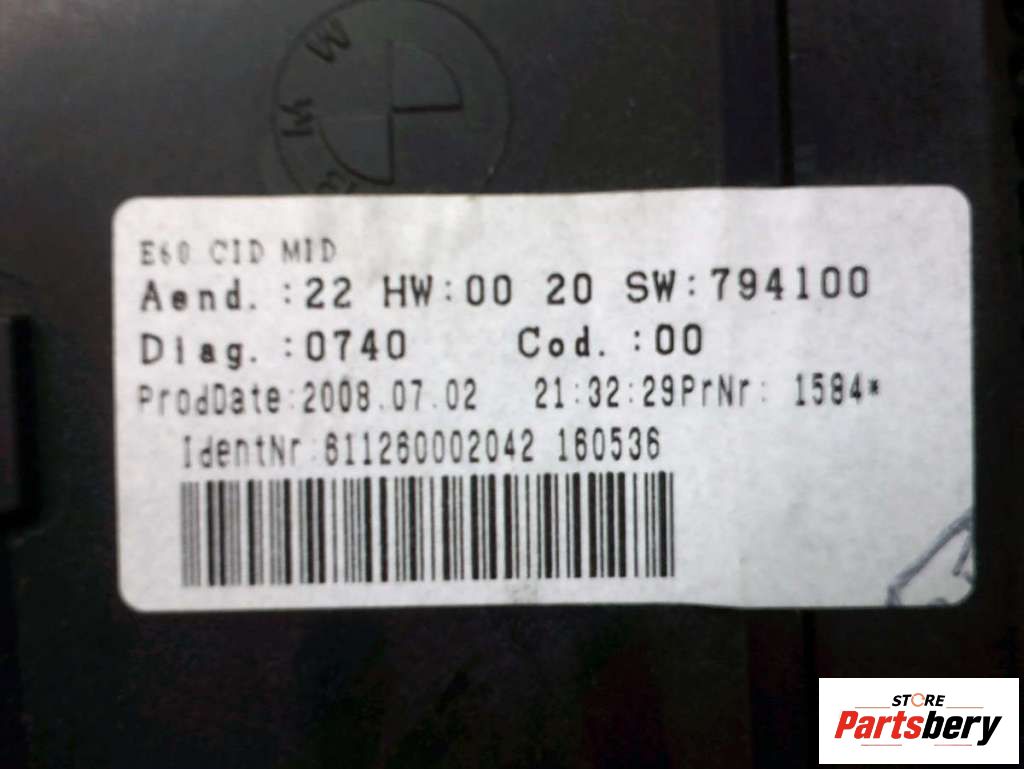 BMW
E60 CID MID
Aend. :22 HW:00 20 SW:794100
Diag. :0740 Cod. :00
ProdDate:2008.07.02 21:32:29PrNr: 1584*
IdentNr:611260002042 160536
STORE
Partsbery